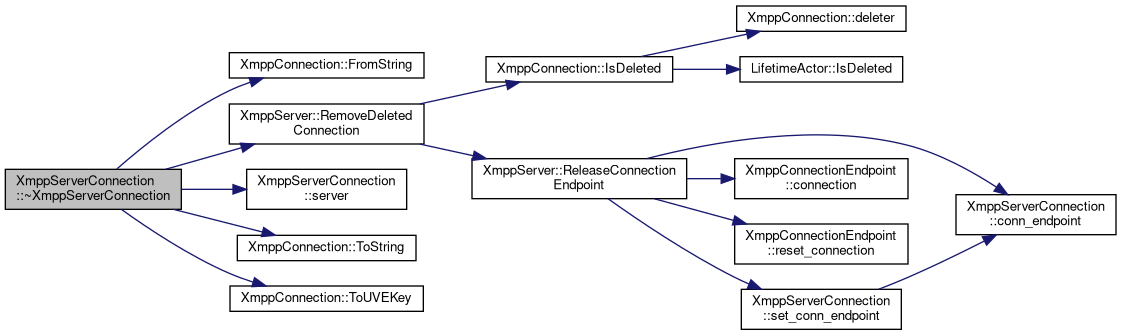 XmppServerConnection
::~XmppServerConnection
XmppConnection::FromString
XmppServer::RemoveDeleted
Connection
XmppServerConnection
::server
XmppConnection::ToString
XmppConnection::ToUVEKey
XmppConnection::IsDeleted
XmppServer::ReleaseConnection
Endpoint
XmppConnection::deleter
LifetimeActor::IsDeleted
XmppConnectionEndpoint
::connection
XmppConnectionEndpoint
::reset_connection
XmppServerConnection
::set_conn_endpoint
XmppServerConnection
::conn_endpoint